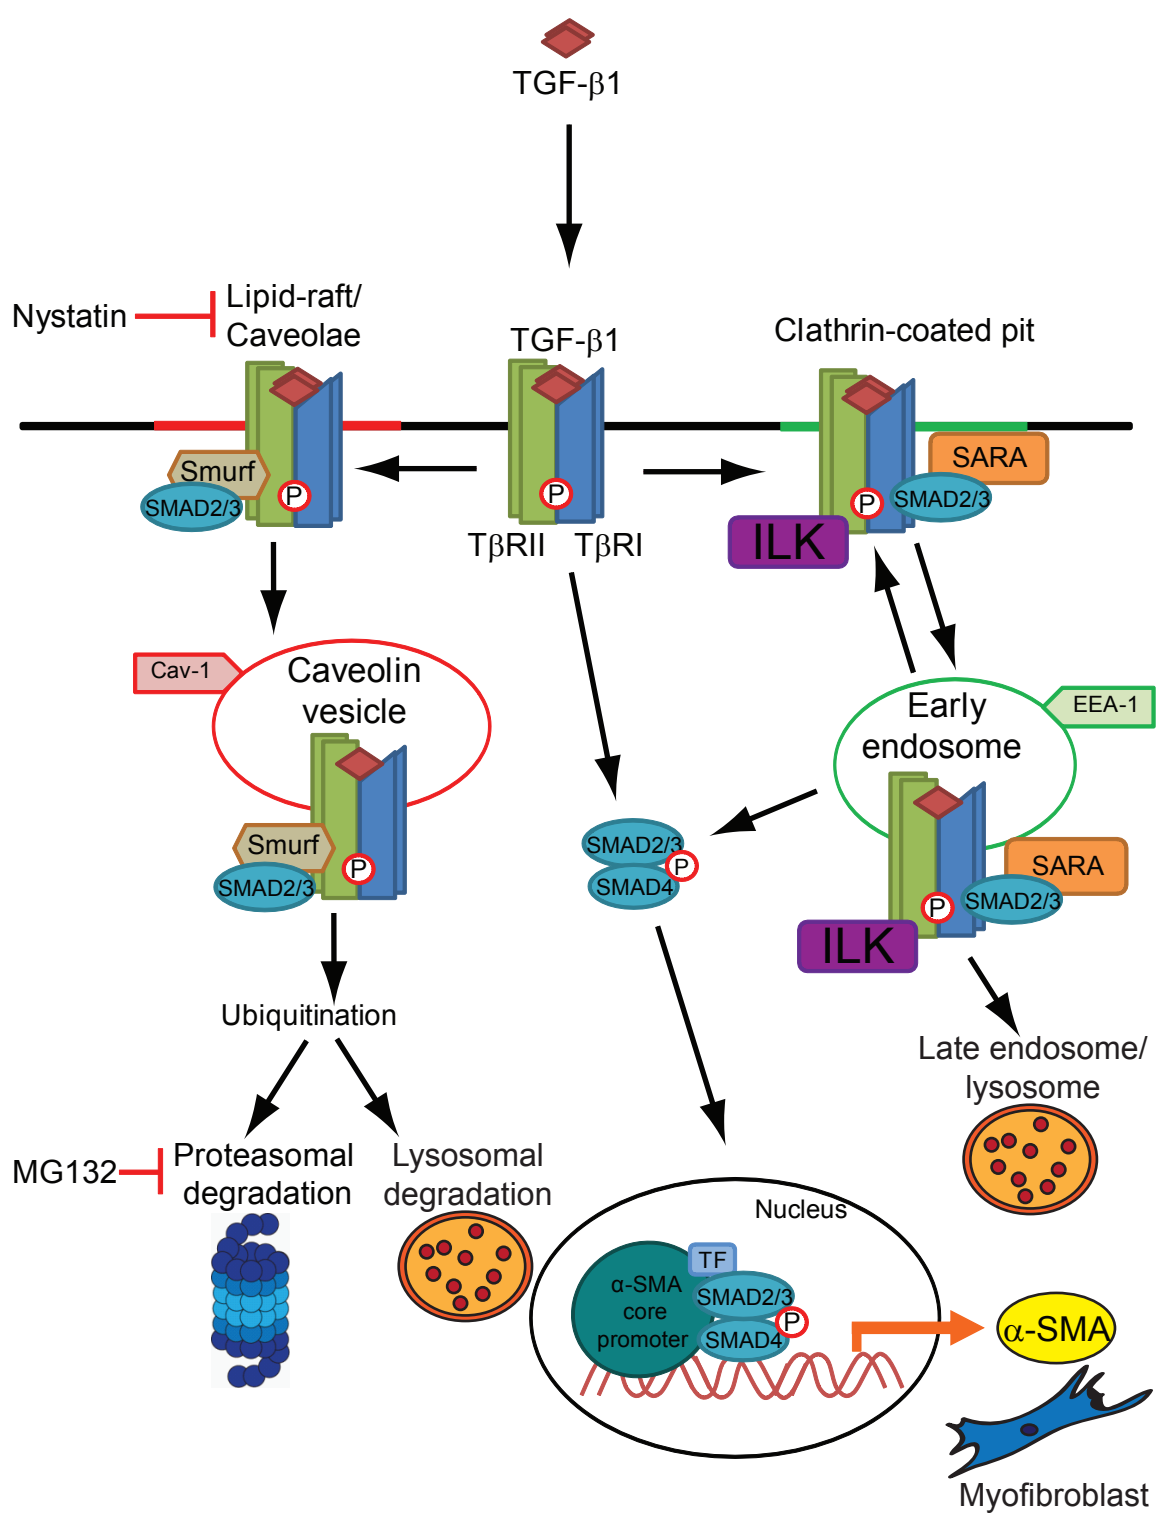 TGF-β1
Nystatin
Lipid-raft/
Caveolae
TGF-β1
Clathrin-coated pit
Smurf
SMAD2/3
P
P
TβRII
TβRI
SARA
SMAD2/3
P
ILK
Cav-1
Caveolin
vesicle
Smurf
SMAD2/3
P
Early
endosome
EEA-1
SMAD2/3
P
SMAD4
SARA
SMAD2/3
P
ILK
Ubiquitination
Late endosome/
lysosome
MG132
Proteasomal
degradation
Lysosomal
degradation
Nucleus
TF
α-SMA
core
promoter
SMAD2/3
P
SMAD4
α-SMA
Myofibroblast